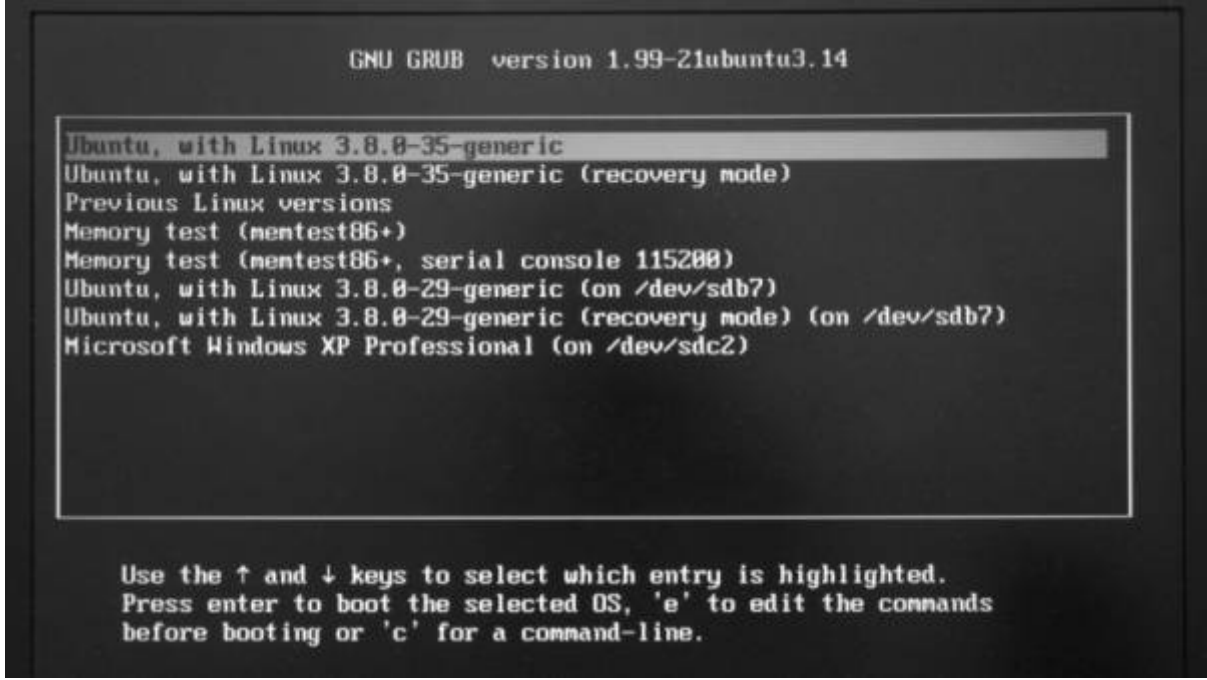 GNU GRUB version 1.99-21ubuntu3.14
Ubuntu, with Linux 3.8.0-35-generic
Ubuntu, with Linux 3.8.0-35-generic (recovery mode)
Previous Linux versions
Memory test (memtest86+)
Memory test (memtest86+, serial console 115200)
Ubuntu, with Linux 3.8.0-29-generic (on /dev/sdb7)
Ubuntu, with Linux 3.8.0-29-generic (recovery mode) (on /dev/sdb7)
Microsoft Windows XP Professional (on /dev/sdc2)
Use the ↑ and ↓ keys to select which entry is highlighted.
Press enter to boot the selected OS, 'e' to edit the commands
before booting or 'c' for a command-line.